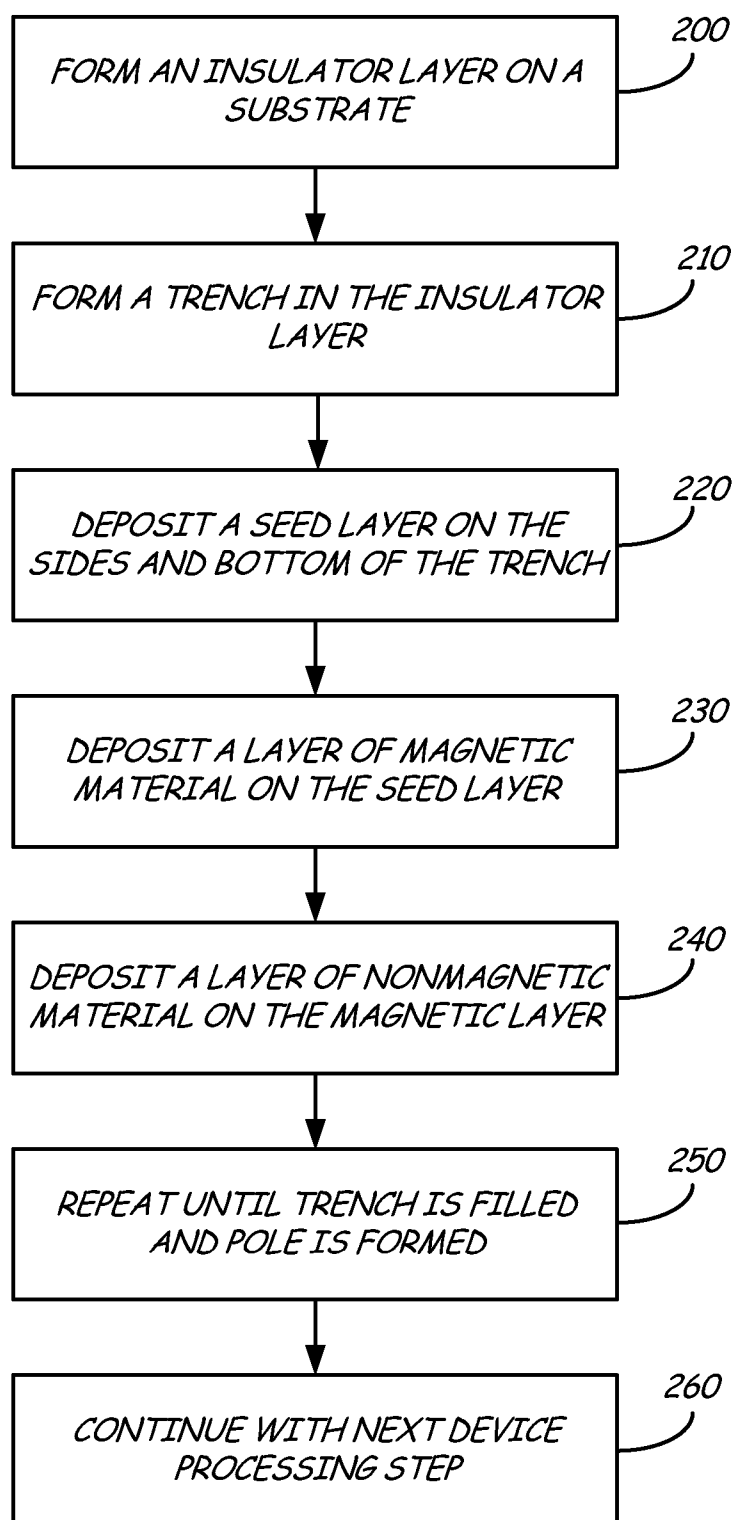 200
FORM AN INSULATOR LAYER ON A
SUBSTRATE
210
FORM A TRENCH IN THE INSULATOR
LAYER
220
DEPOSIT A SEED LAYER ON THE
SIDES AND BOTTOM OF THE TRENCH
230
DEPOSIT A LAYER OF MAGNETIC
MATERIAL ON THE SEED LAYER
240
DEPOSIT A LAYER OF NONMAGNETIC
MATERIAL ON THE MAGNETIC LAYER
250
REPEAT UNTIL TRENCH IS FILLED
AND POLE IS FORMED
260
CONTINUE WITH NEXT DEVICE
PROCESSING STEP